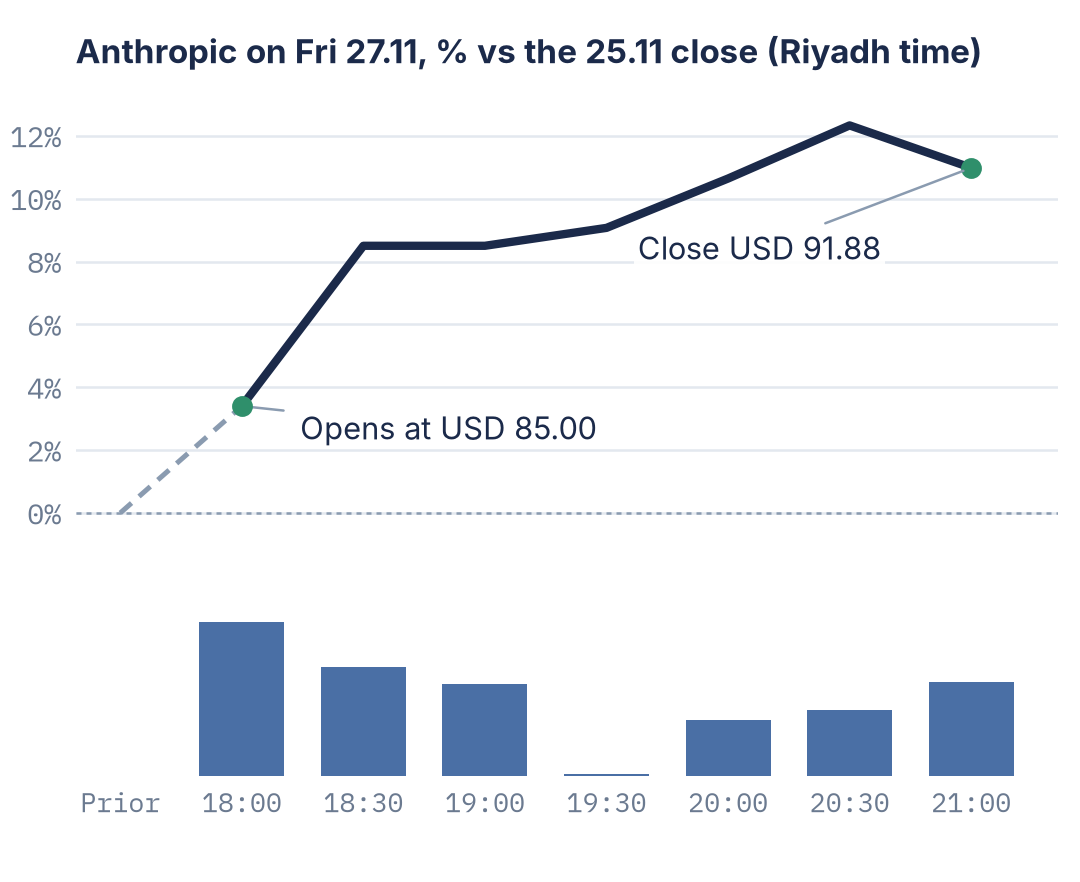 Anthropic on Fri 27.11, % vs the 25.11 close (Riyadh time)
12%
10%
Close USD 91.88
8%
6%
4%
Opens at USD 85.00
2%
0%
Prior 18:00 18:30 19:00 19:30 20:00 20:30 21:00